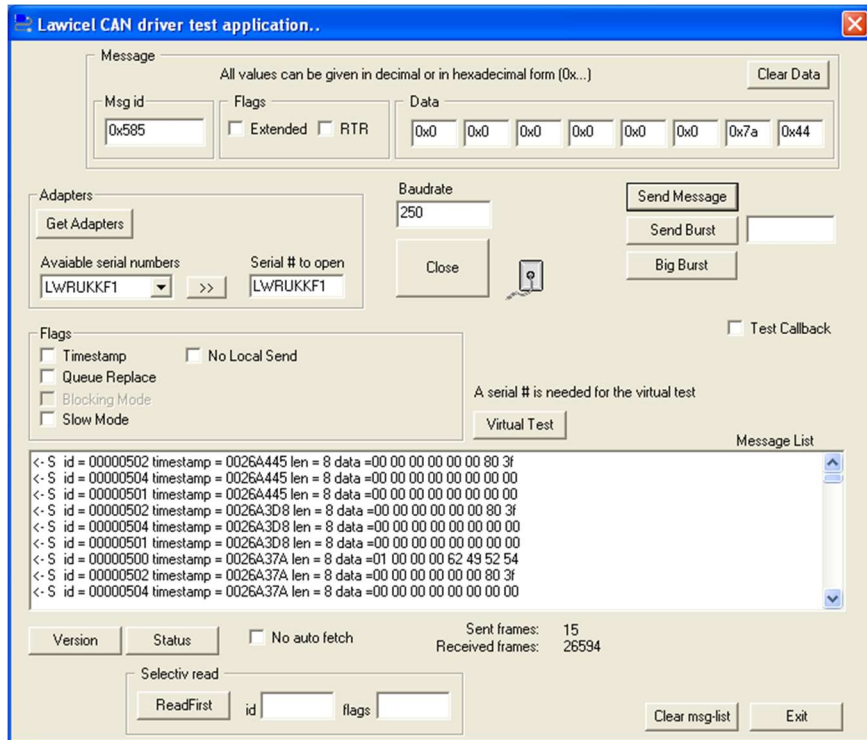 Lawicel CAN driver test application..
Message
All values can be given in decimal or in hexadecimal form (0x...)
Clear Data
Msg id
Flags
Data
0x585
Extended RTR
0x0 0x0 0x0 0x0 0x0 0x0 0x7a 0x44
Adapters
Get Adapters
Avaiable serial numbers
Serial # to open
LWRUKKF1
>>
LWRUKKF1
Baudrate
250
Close
Send Message
Send Burst
Big Burst
Test Callback
Flags
Timestamp No Local Send
Queue Replace
Blocking Mode
Slow Mode
A serial # is needed for the virtual test
Virtual Test
Message List
<- S id = 00000502 timestamp = 0026A445 len = 8 data =00 00 00 00 00 00 80 3f
<- S id = 00000504 timestamp = 0026A445 len = 8 data =00 00 00 00 00 00 00 00
<- S id = 00000501 timestamp = 0026A445 len = 8 data =00 00 00 00 00 00 00 00
<- S id = 00000502 timestamp = 0026A3D8 len = 8 data =00 00 00 00 00 00 80 3f
<- S id = 00000504 timestamp = 0026A3D8 len = 8 data =00 00 00 00 00 00 00 00
<- S id = 00000501 timestamp = 0026A3D8 len = 8 data =00 00 00 00 00 00 00 00
<- S id = 00000500 timestamp = 0026A37A len = 8 data =01 00 00 00 62 49 52 54
<- S id = 00000502 timestamp = 0026A37A len = 8 data =00 00 00 00 00 00 80 3f
<- S id = 00000504 timestamp = 0026A37A len = 8 data =00 00 00 00 00 00 00 00
Version
Status
No auto fetch
Sent frames: 15
Received frames: 26594
Selectiv read
ReadFirst
id
flags
Clear msg-list
Exit